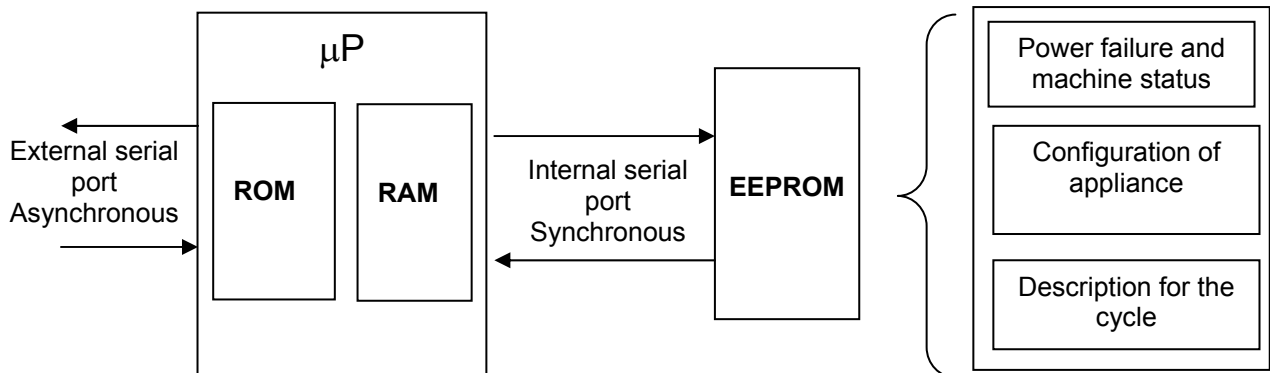 μP
External serial
port
Asynchronous
ROM
RAM
Internal serial
port
Synchronous
EEPROM
Power failure and
machine status
Configuration of
appliance
Description for the
cycle